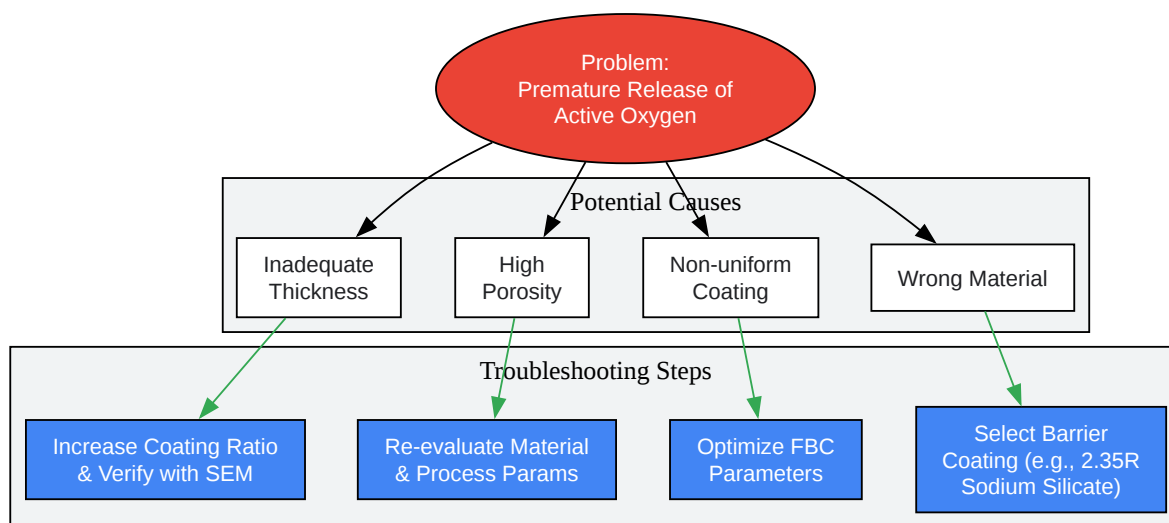 Problem:
Premature Release of
Active Oxygen
Potential Causes
Inadequate
Thickness
High
Porosity
Non-uniform
Coating
Wrong Material
Troubleshooting Steps
Increase Coating Ratio
& Verify with SEM
Re-evaluate Material
& Process Params
Optimize FBC
Parameters
Select Barrier
Coating (e.g., 2.35R
Sodium Silicate)